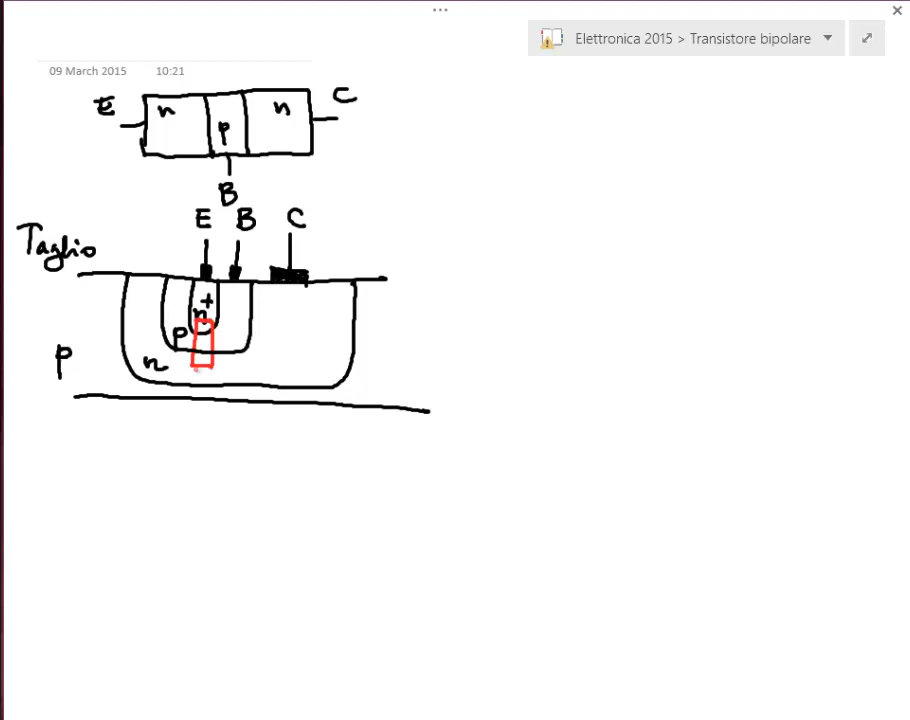 Elettronica 2015 > Transistore bipolare
09 March 2015 10:21
E n p n C
B
E B C
Taglio
n+
p
p n